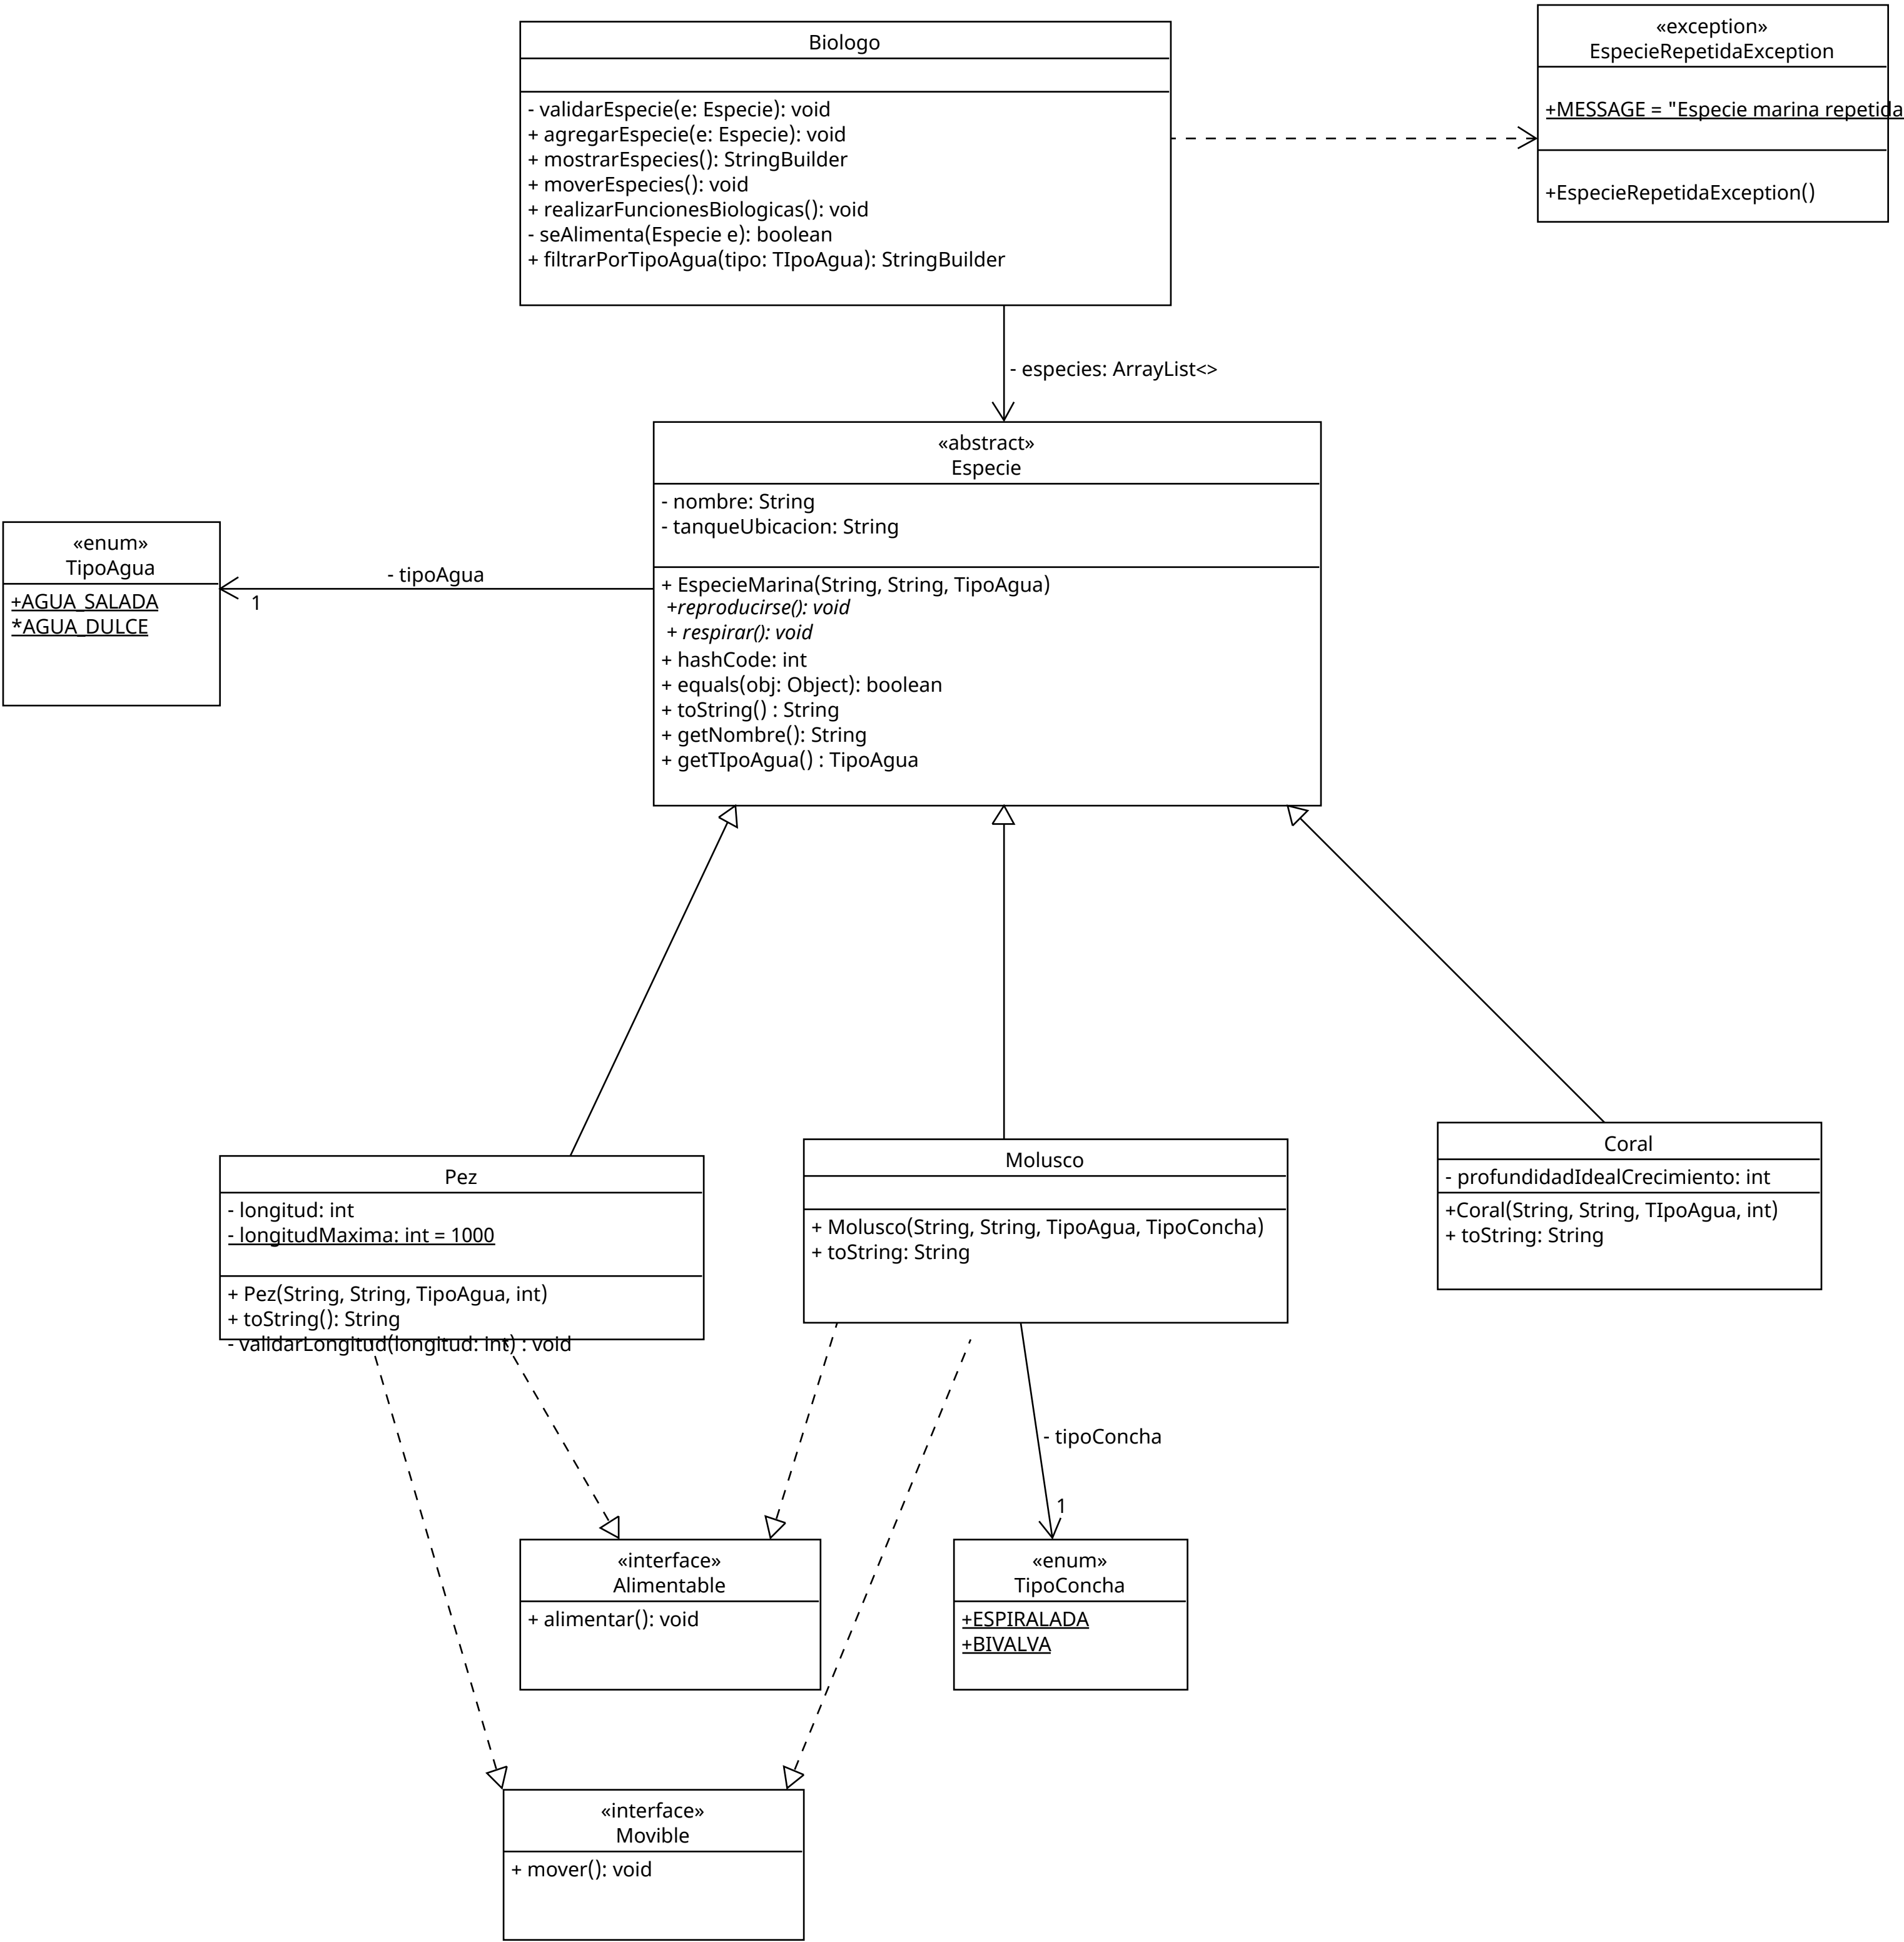 Biologo
- validarEspecie(e: Especie): void
+ agregarEspecie(e: Especie): void
+ mostrarEspecies(): StringBuilder
+ moverEspecies(): void
+ realizarFuncionesBiologicas(): void
- seAlimenta(Especie e): boolean
+ filtrarPorTipoAgua(tipo: TIpoAgua): StringBuilder
«exception»
EspecieRepetidaException
+MESSAGE = "Especie marina repetida
+EspecieRepetidaException()
- especies: ArrayList<>
«abstract»
Especie
- nombre: String
- tanqueUbicacion: String
+ EspecieMarina(String, String, TipoAgua)
+reproducirse(): void
+ respirar(): void
+ hashCode: int
+ equals(obj: Object): boolean
+ toString() : String
+ getNombre(): String
+ getTIpoAgua() : TipoAgua
«enum»
TipoAgua
+AGUA_SALADA
*AGUA_DULCE
- tipoAgua
1
Pez
- longitud: int
- longitudMaxima: int = 1000
+ Pez(String, String, TipoAgua, int)
+ toString(): String
- validarLongitud(longitud: int) : void
Molusco
+ Molusco(String, String, TipoAgua, TipoConcha)
+ toString: String
Coral
- profundidadIdealCrecimiento: int
+Coral(String, String, TIpoAgua, int)
+ toString: String
- tipoConcha
1
«interface»
Alimentable
+ alimentar(): void
«enum»
TipoConcha
+ESPIRALADA
+BIVALVA
«interface»
Movible
+ mover(): void